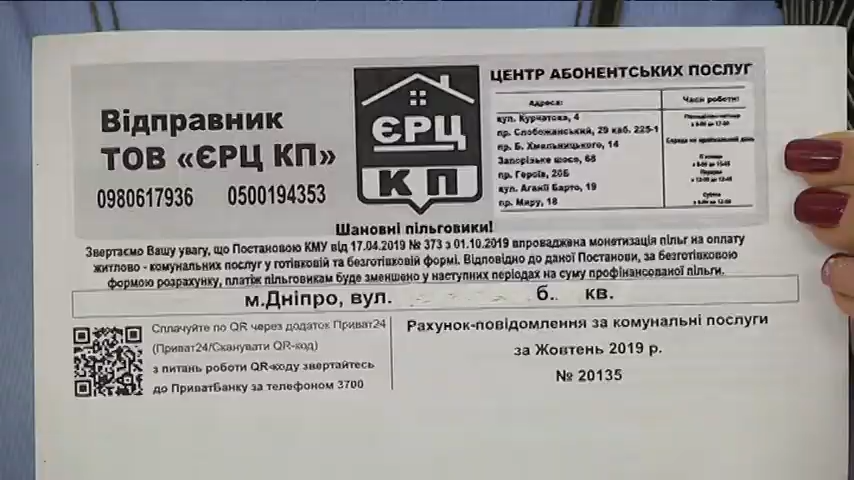 Відправник
ТОВ «ЄРЦ КП»
0980617936 0500194353
ЄРЦ
КП
ЦЕНТР АБОНЕНТСЬКИХ ПОСЛУГ
Адреса:
вул. Курчатова, 4
пр. Слобожанський, 29 каб. 225-1
пр. Б. Хмельницького, 14
Запорізьке шосе, 68
пр. Героїв, 20Б
вул. Аганії Барто, 19
пр. Миру, 18
Часи роботи:
Шановні пільговики!
Звертаємо Вашу увагу, що Постановою КМУ від 17.04.2019 № 373 з 01.10.2019 впроваджена монетизація пільг на оплату
житлово - комунальних послуг у готівковій та безготівковій формі. Відповідно до даної Постанови, за безготівковою
формою розрахунку, платіж пільговикам буде зменшено у наступних періодах на суму профінансованої пільги.
м.Дніпро, вул. б.. кв.
Сплачуйте по QR через додаток Приват24
(Приват24/Сканувати QR-код)
з питань роботи QR-коду звертайтесь
до ПриватБанку за телефоном 3700
Рахунок-повідомлення за комунальні послуги
за Жовтень 2019 р.
№ 20135